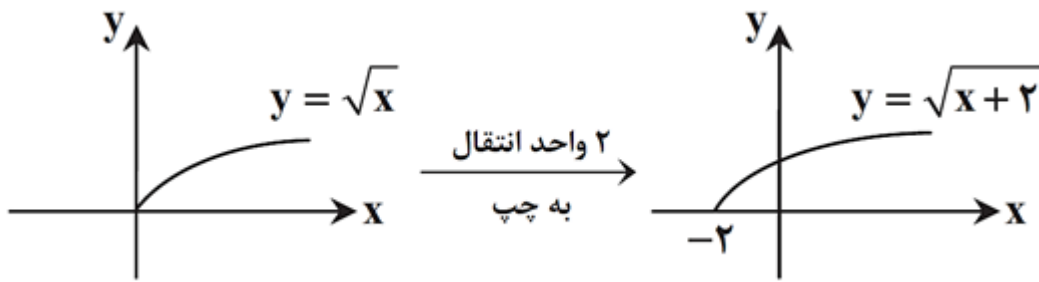 y
y = √x
x
۲ واحد انتقال
به چپ
y
y = √x + ۲
x
−۲